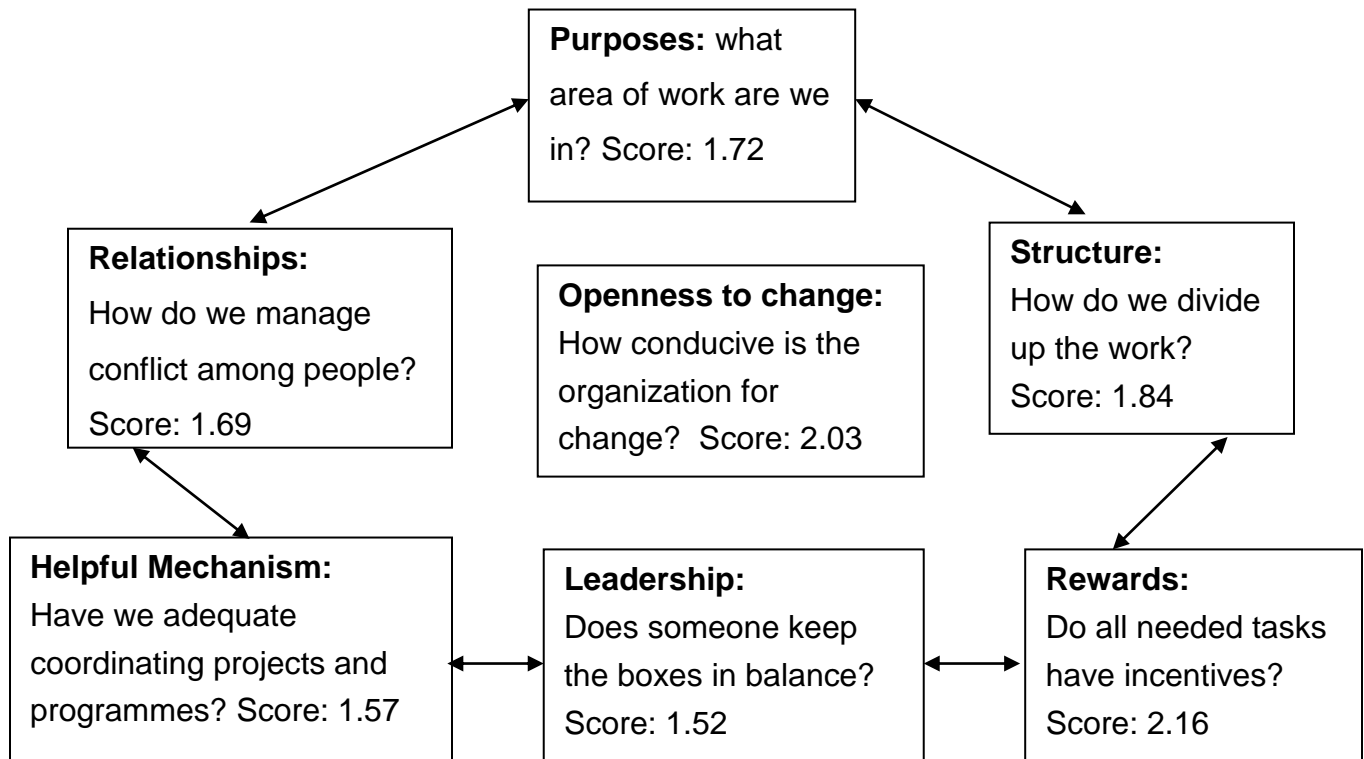 Purposes: what
area of work are we
in? Score: 1.72
Relationships:
How do we manage
conflict among people?
Score: 1.69
Openness to change:
How conducive is the
organization for
change?  Score: 2.03
Structure:
How do we divide
up the work?
Score: 1.84
Helpful Mechanism:
Have we adequate
coordinating projects and
programmes? Score: 1.57
Leadership:
Does someone keep
the boxes in balance?
Score: 1.52
Rewards:
Do all needed tasks
have incentives?
Score: 2.16